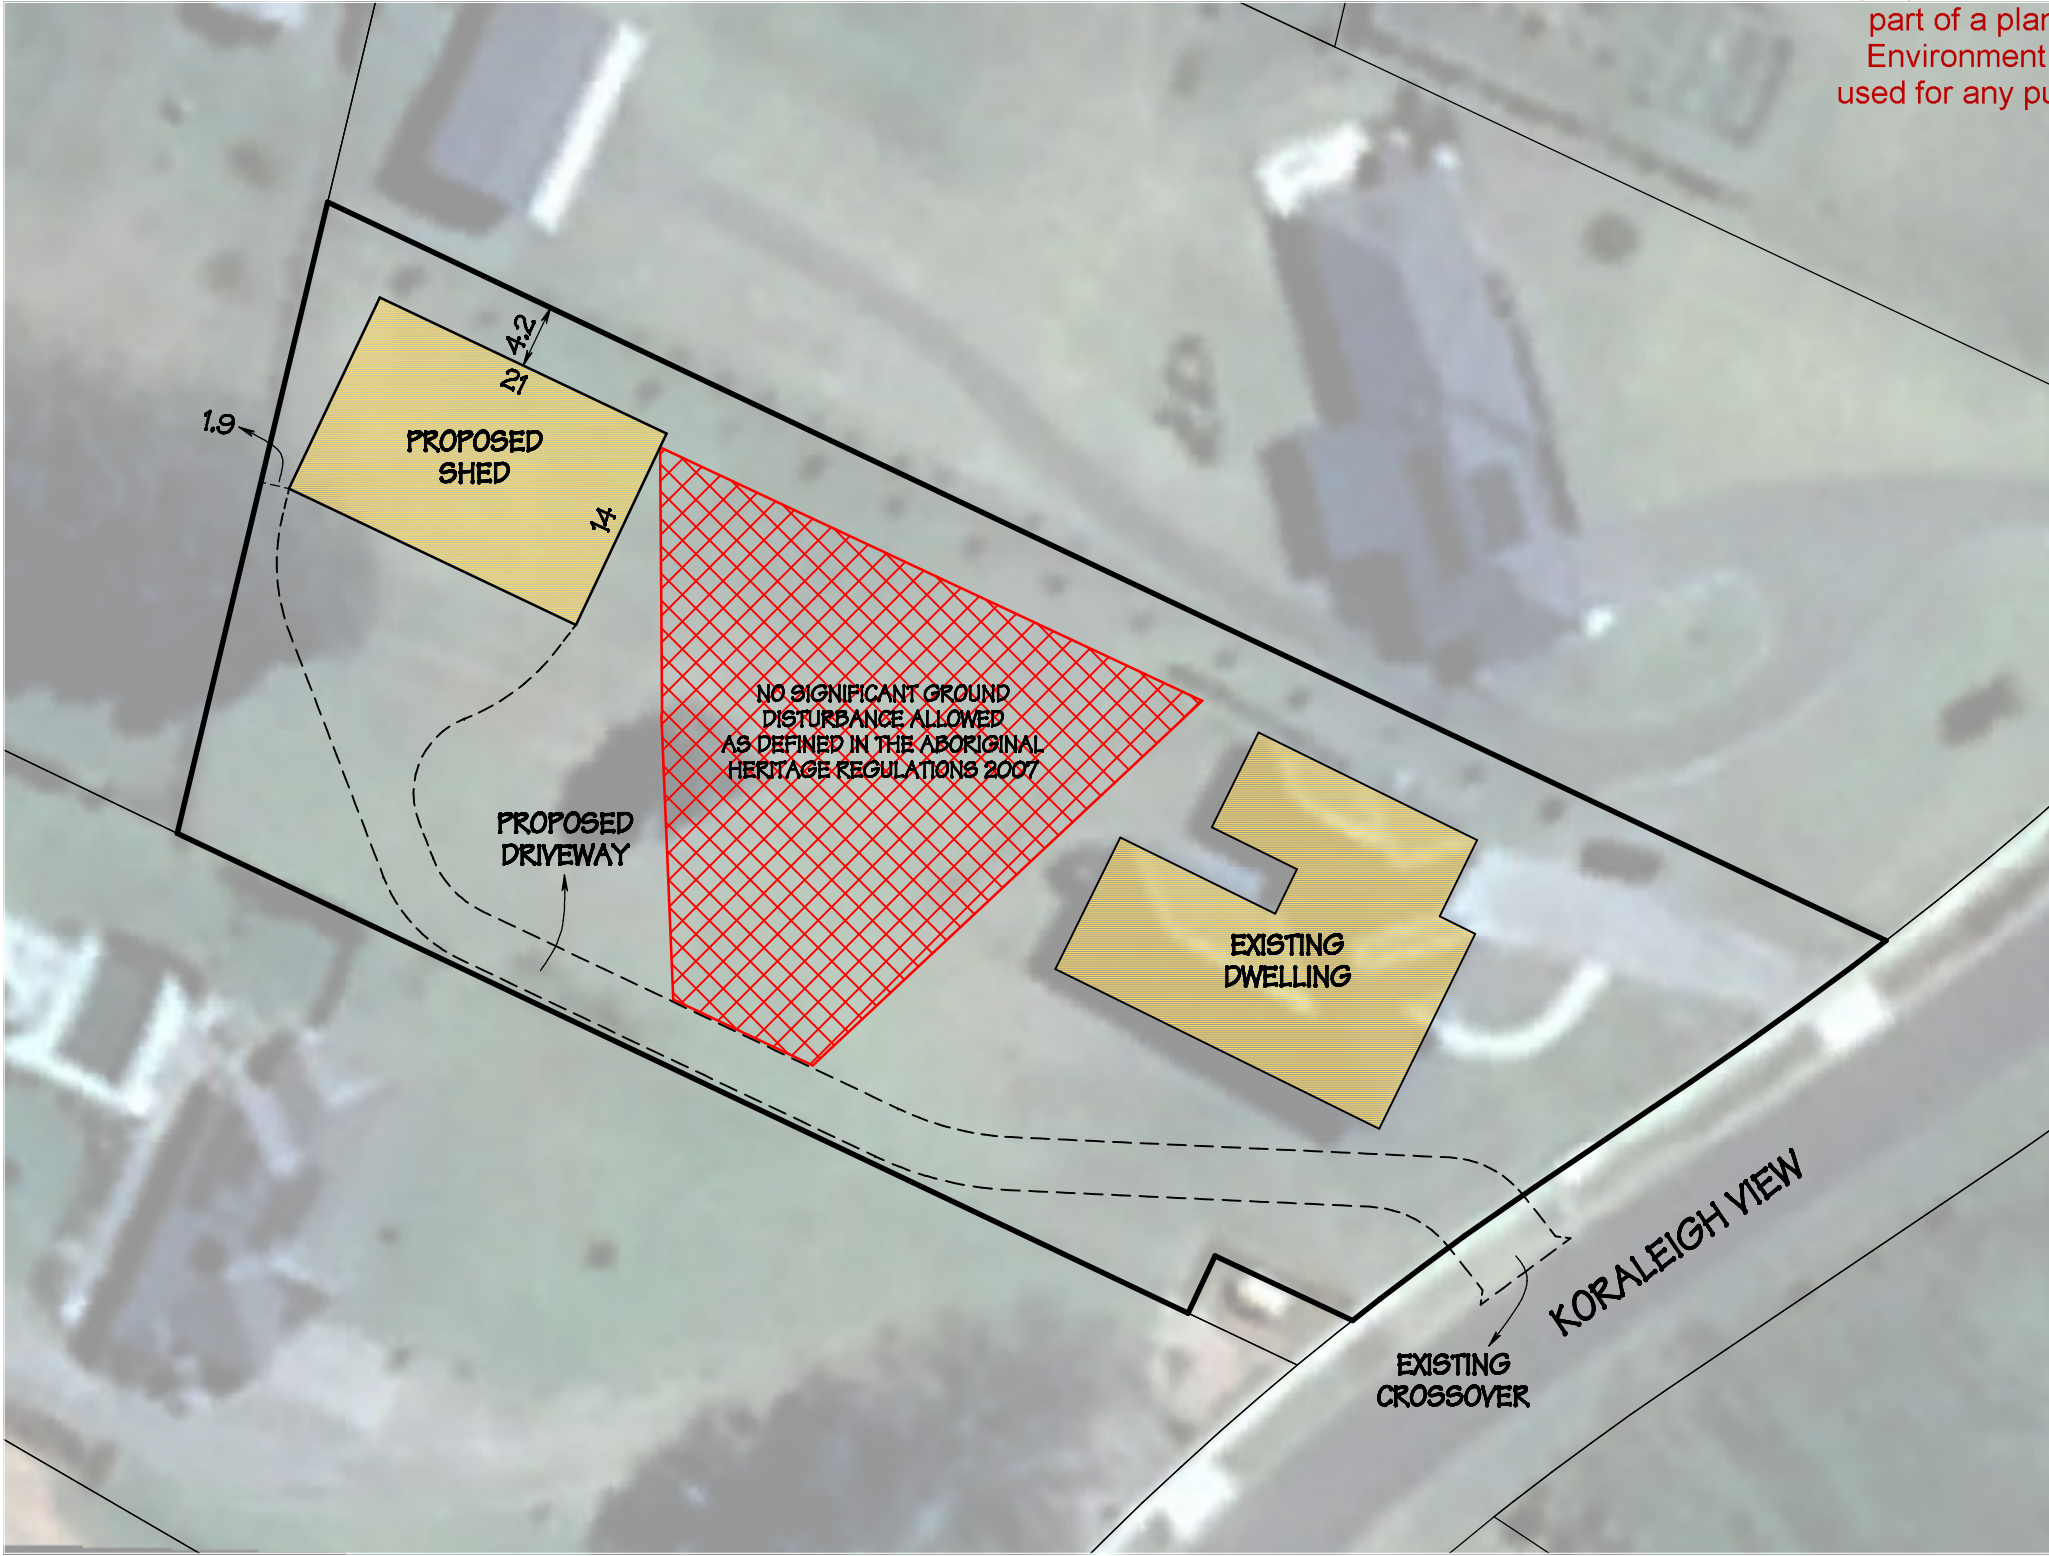 part of a plan
Environment
used for any pu
4.2
21
1.9
PROPOSED
SHED
14
NO SIGNIFICANT GROUND
DISTURBANCE ALLOWED
AS DEFINED IN THE ABORIGINAL
HERITAGE REGULATIONS 2007
PROPOSED
DRIVEWAY
EXISTING
DWELLING
KORALEIGH VIEW
EXISTING
CROSSOVER